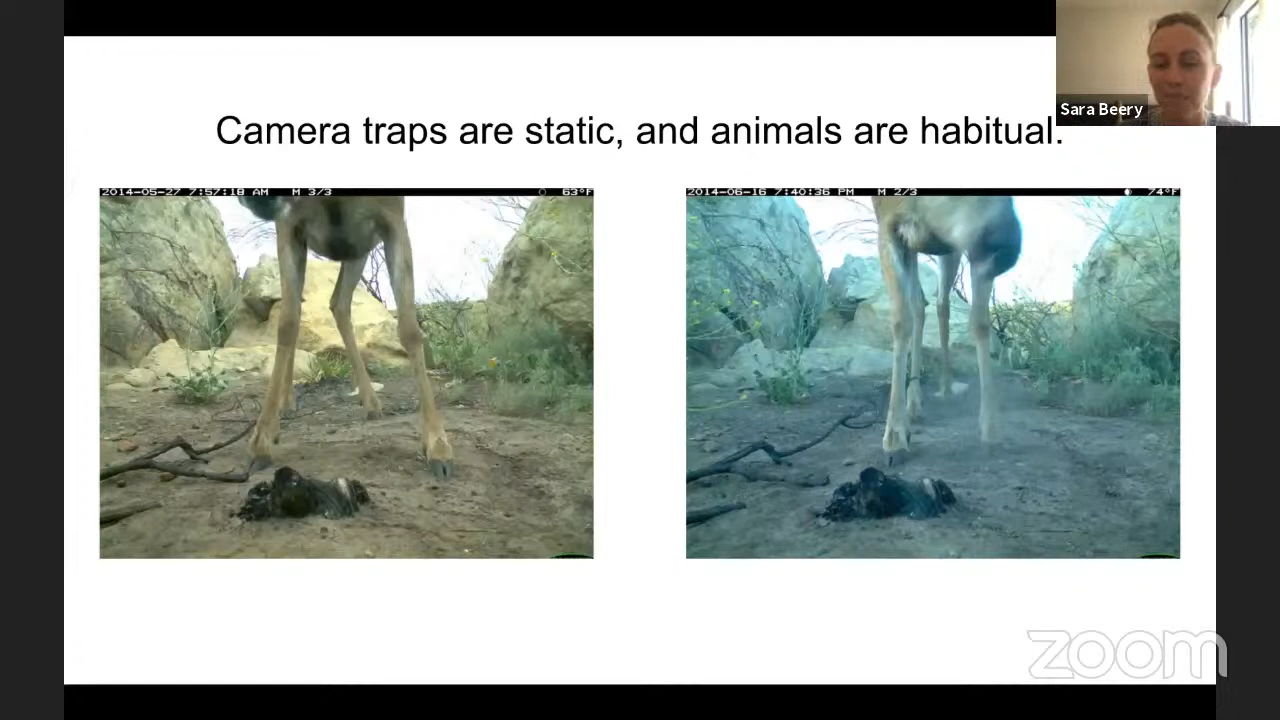 Sara Beery
Camera traps are static, and animals are habitual.
2014-05-27 7:57:18 AM M 3/3 63°F
2014-06-16 7:40:36 PM M 2/3 74°F
zoom